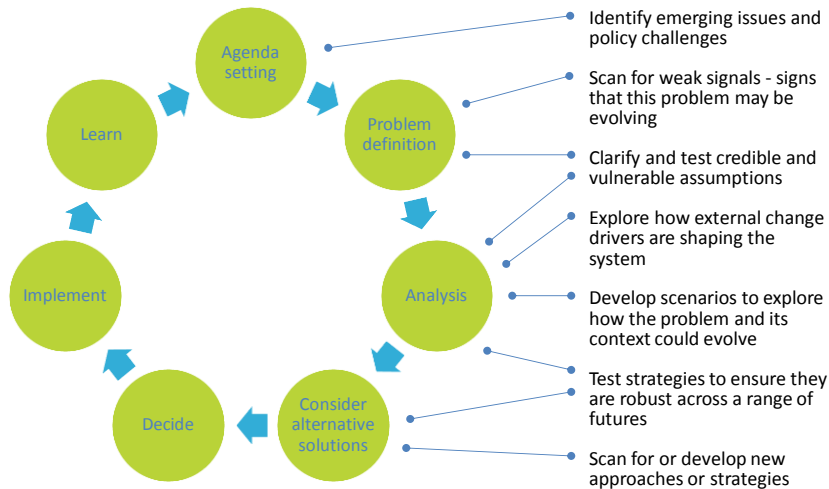 Agenda
setting
Problem
definition
Analysis
Consider
alternative
solutions
Decide
Implement
Learn
Identify emerging issues and
policy challenges
Scan for weak signals - signs
that this problem may be
evolving
Clarify and test credible and
vulnerable assumptions
Explore how external change
drivers are shaping the
system
Develop scenarios to explore
how the problem and its
context could evolve
Test strategies to ensure they
are robust across a range of
futures
Scan for or develop new
approaches or strategies